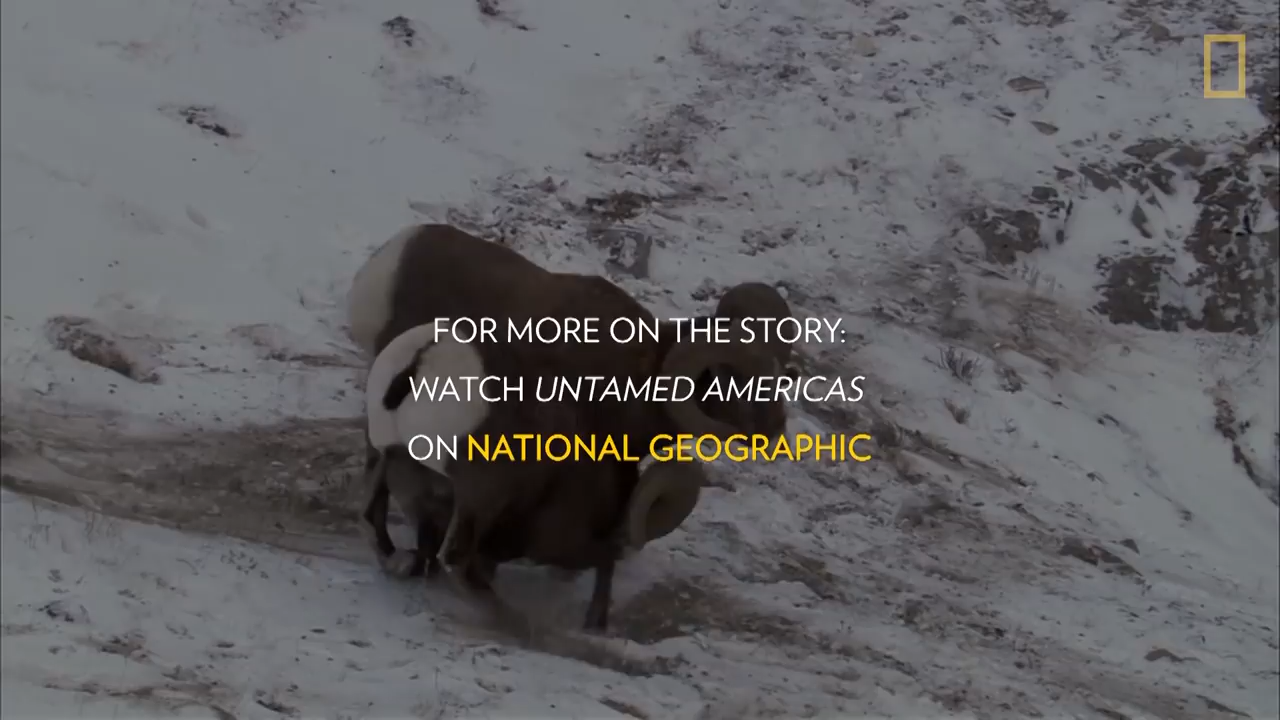 FOR MORE ON THE STORY:
WATCH UNTAMED AMERICAS
ON NATIONAL GEOGRAPHIC